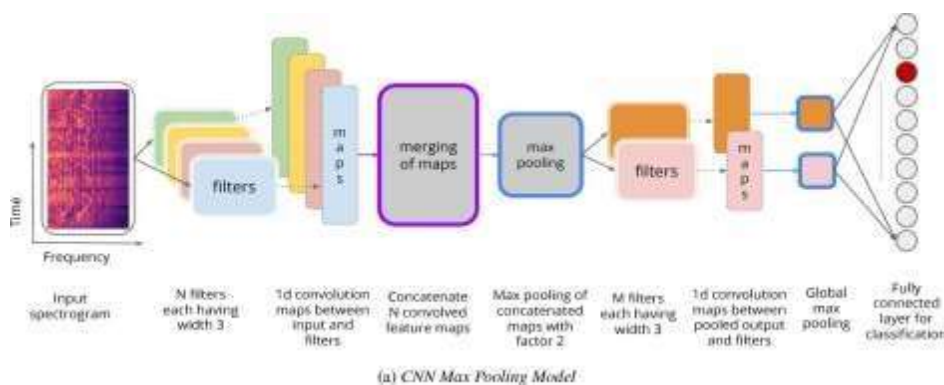 Time
Frequency
filters
m
a
p
s
merging
of maps
max
pooling
filters
m
a
p
s
Input
spectrogram
N filters
each having
width 3
1d convolution
maps between
input and
filters
Concatenate
N convolved
feature maps
Max pooling of
concatenated
maps with
factor 2
M filters
each having
width 3
1d convolution
maps between
pooled output
and filters
Global
max
pooling
Fully
connected
layer for
classification
(a) CNN Max Pooling Model